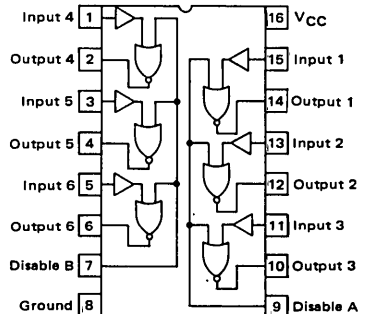 Input 4 1
Output 4 2
Input 5 3
Output 5 4
Input 6 5
Output 6 6
Disable B 7
Ground 8
16 VCC
15 Input 1
14 Output 1
13 Input 2
12 Output 2
11 Input 3
10 Output 3
9 Disable A